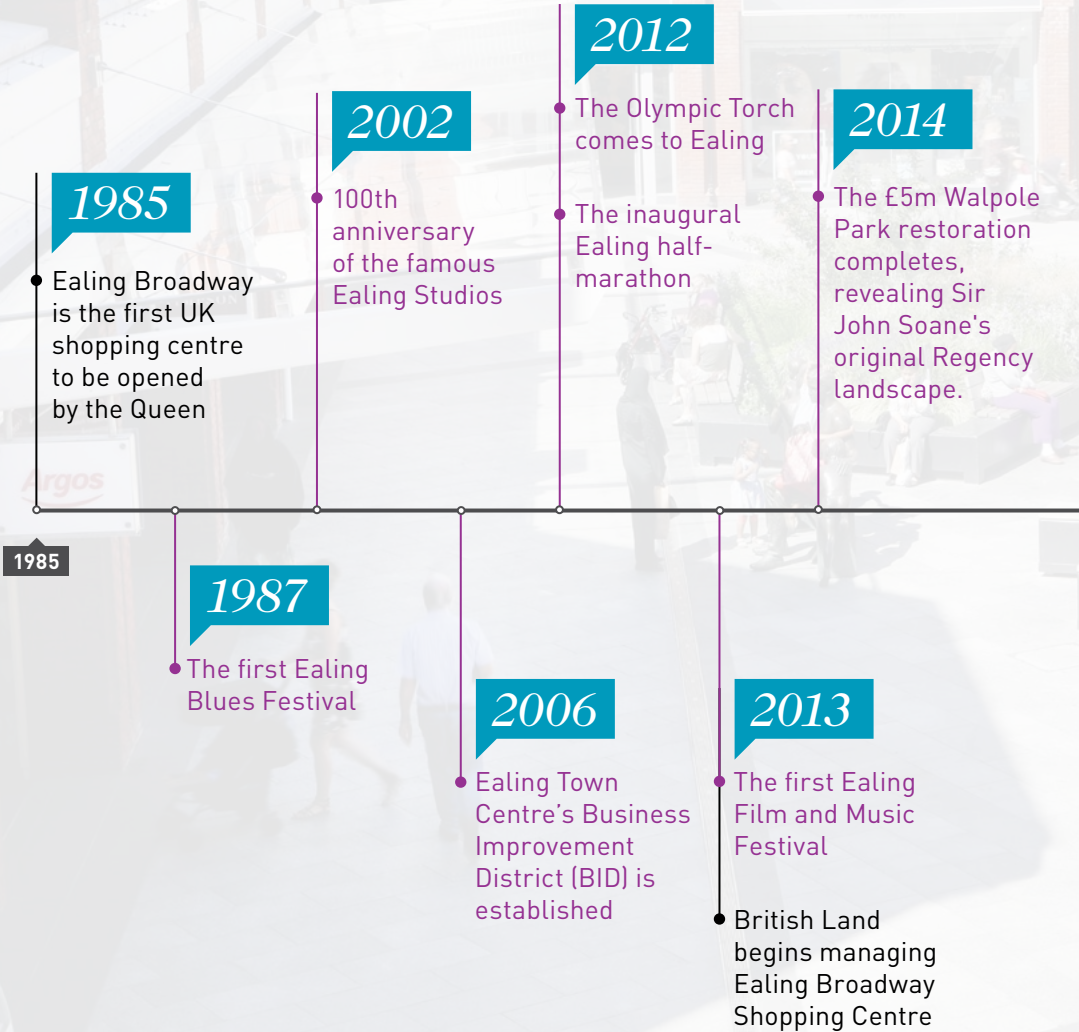 1985
Ealing Broadway
is the first UK
shopping centre
to be opened
by the Queen
2002
100th
anniversary
of the famous
Ealing Studios
2012
The Olympic Torch
comes to Ealing
The inaugural
Ealing half-
marathon
2014
The £5m Walpole
Park restoration
completes,
revealing Sir
John Soane's
original Regency
landscape.
Argos
1985
1987
The first Ealing
Blues Festival
2006
Ealing Town
Centre’s Business
Improvement
District (BID) is
established
2013
The first Ealing
Film and Music
Festival
British Land
begins managing
Ealing Broadway
Shopping Centre